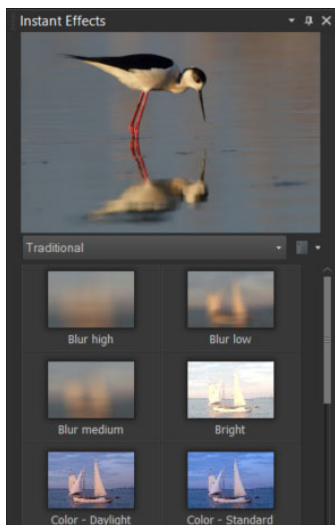 Instant Effects
Traditional
Blur high
Blur low
Blur medium
Bright
Color - Daylight
Color - Standard